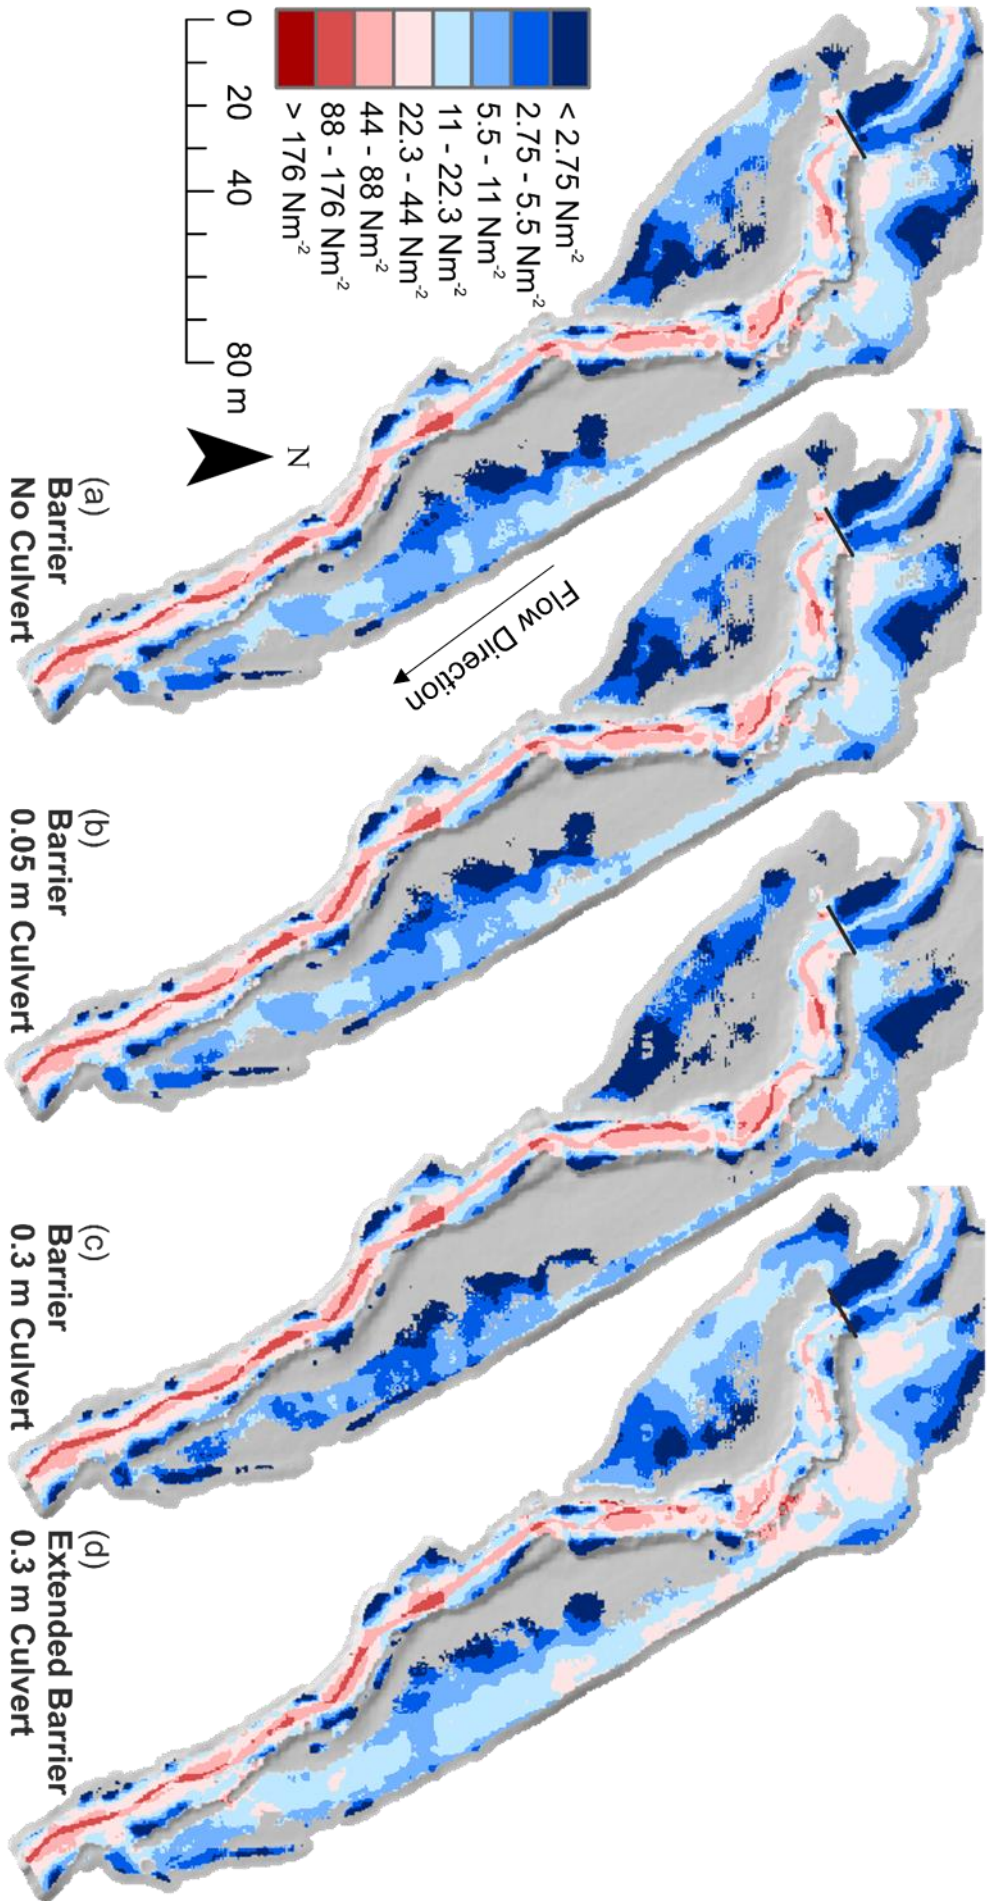 0 20 40 80 m
< 2.75 Nm-2
2.75 - 5.5 Nm-2
5.5 - 11 Nm-2
11 - 22.3 Nm-2
22.3 - 44 Nm-2
44 - 88 Nm-2
88 - 176 Nm-2
> 176 Nm-2
N
Flow Direction
(a)
Barrier
No Culvert
(b)
Barrier
0.05 m Culvert
(c)
Barrier
0.3 m Culvert
(d)
Extended Barrier
0.3 m Culvert